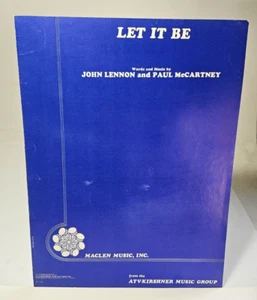 LET IT BE
Words and Music by
JOHN LENNON and PAUL McCARTNEY
MACLEN MUSIC, INC.
from the
ATV-KIRSHNER MUSIC GROUP